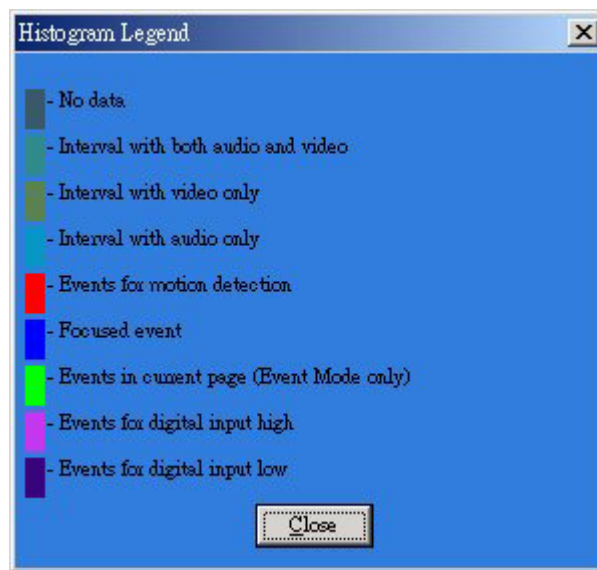 Histogram Legend
- No data
- Interval with both audio and video
- Interval with video only
- Interval with audio only
- Events for motion detection
- Focused event
- Events in current page (Event Mode only)
- Events for digital input high
- Events for digital input low
Close